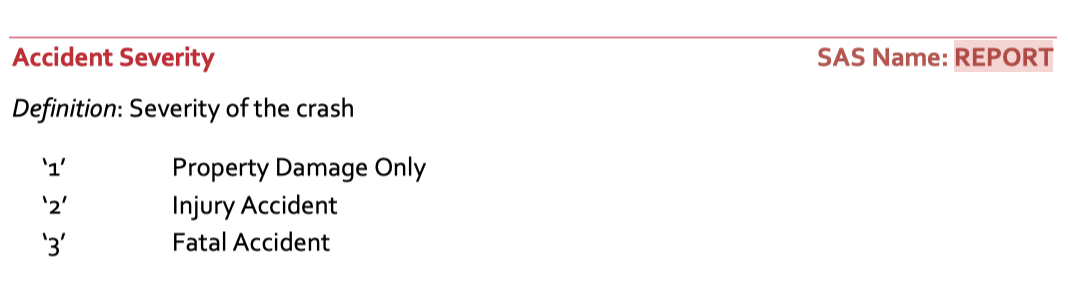 Accident Severity SAS Name: REPORT
Definition: Severity of the crash
‘1’ Property Damage Only
‘2’ Injury Accident
‘3’ Fatal Accident